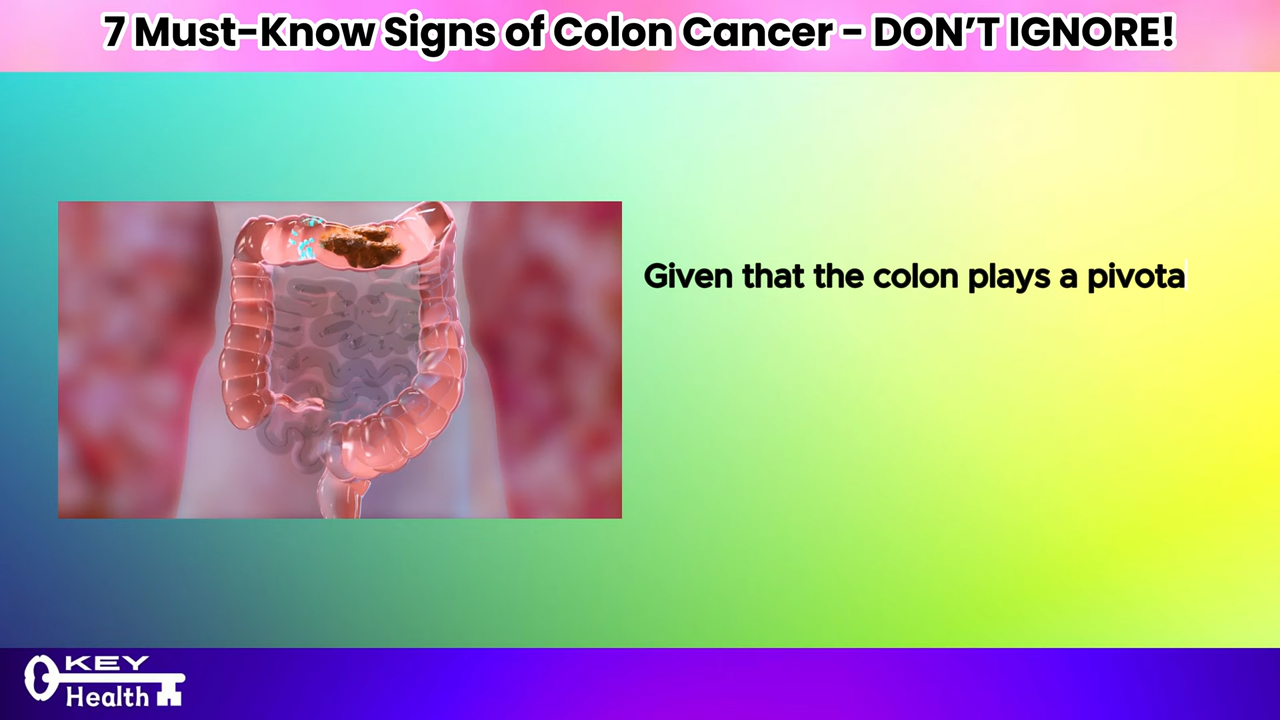 7 Must-Know Signs of Colon Cancer - DON'T IGNORE!
Given that the colon plays a pivota
KEY
Health